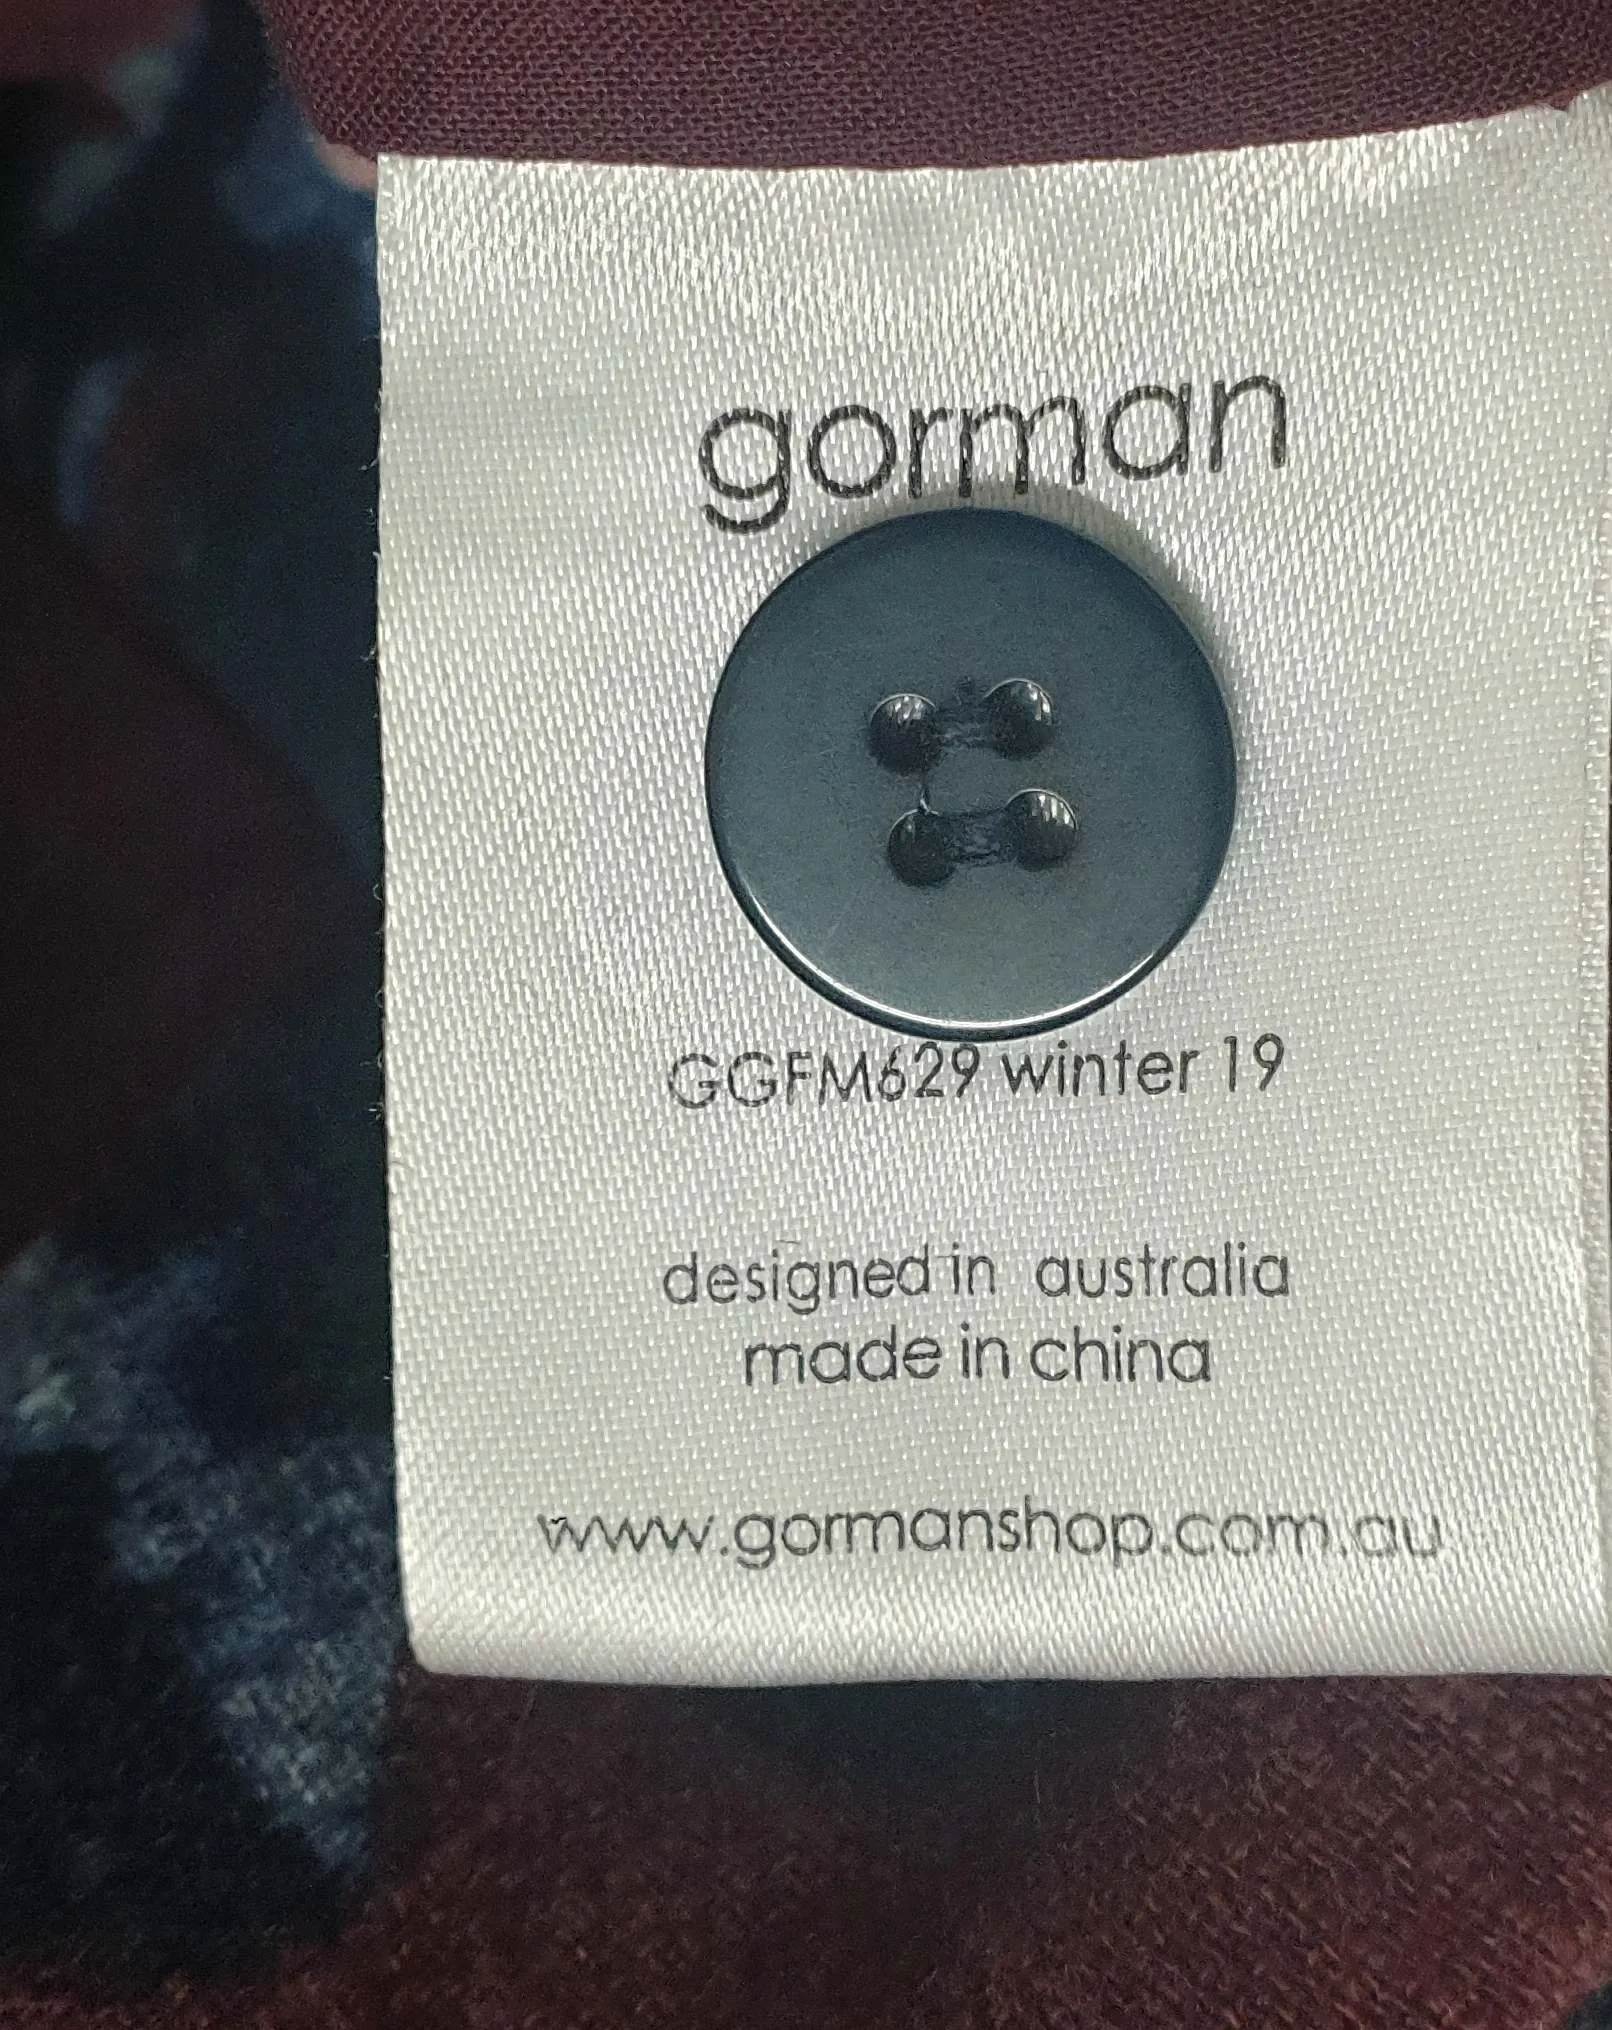 gorman
GGFM629 winter 19
designed in australia
made in china
www.gormanshop.com.au